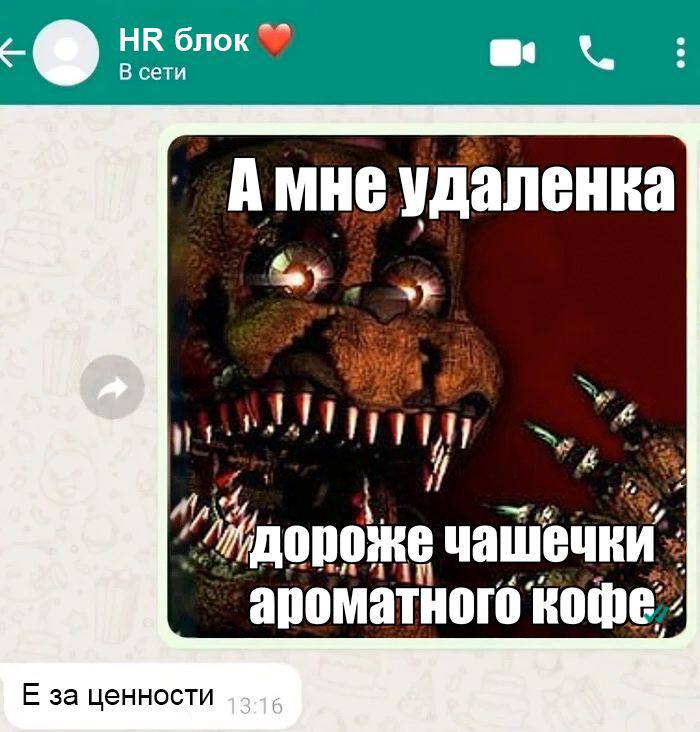 HR блок ❤️
В сети
А мне удаленка
дороже чашечки
ароматного кофе
Е за ценности 13:16